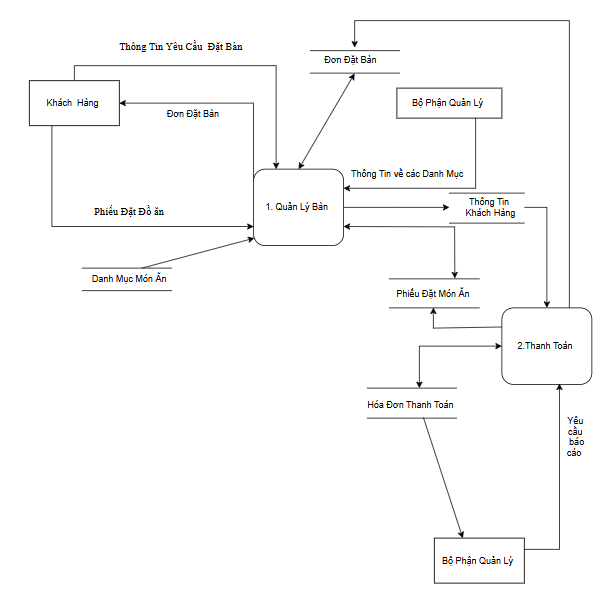 Thông Tin Yêu Cầu Đặt Bàn
Đơn Đặt Bàn
Khách Hàng
Bộ Phận Quản Lý
Đơn Đặt Bàn
Thông Tin về các Danh Mục
1. Quản Lý Bàn
Thông Tin
Khách Hàng
Phiếu Đặt Đồ ăn
Danh Mục Món Ăn
Phiếu Đặt Món Ăn
2.Thanh Toán
Hóa Đơn Thanh Toán
Yêu
cầu
báo
cáo
Bộ Phận Quản Lý